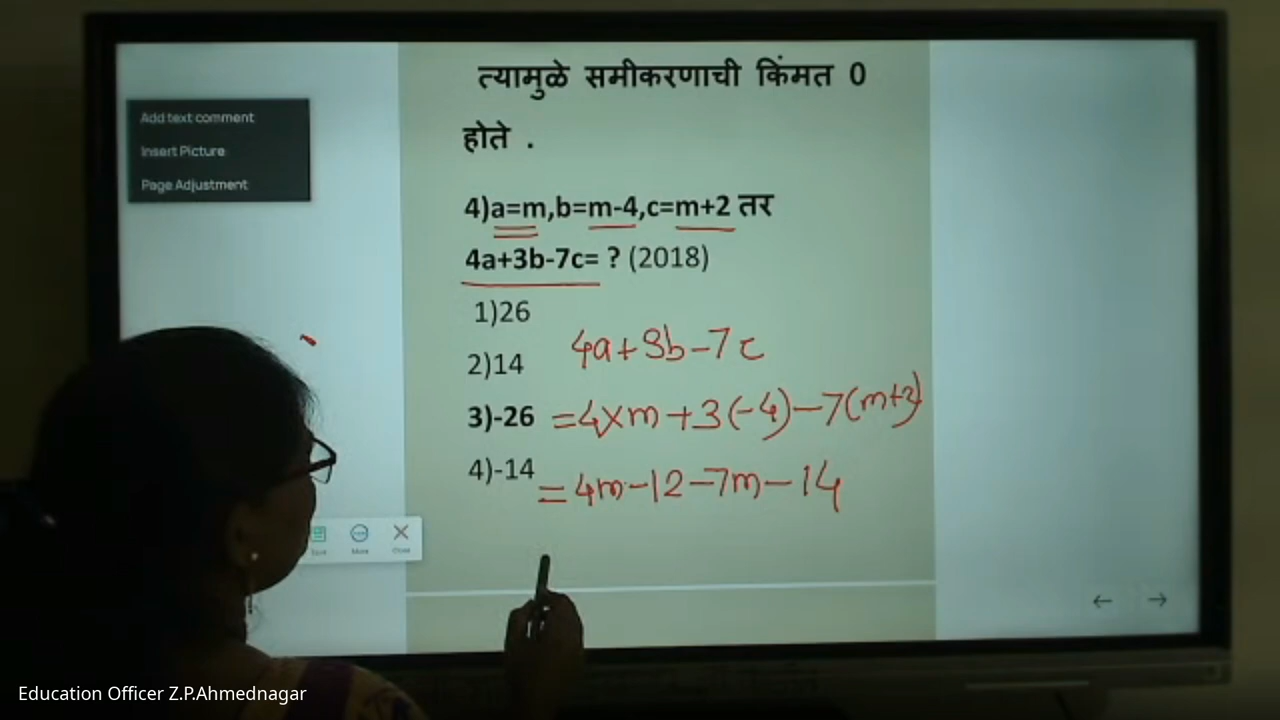 त्यामुळे समीकरणाची किंमत 0
होते .
Add text comment
Insert Picture
Page Adjustment
4)a=m,b=m-4,c=m+2 तर
4a+3b-7c= ? (2018)
1)26
2)14
3)-26
4)-14
4a+3b-7c
=4×m+3(-4)-7(m+2)
=4m-12-7m-14
More
Close
Education Officer Z.P.Ahmednagar